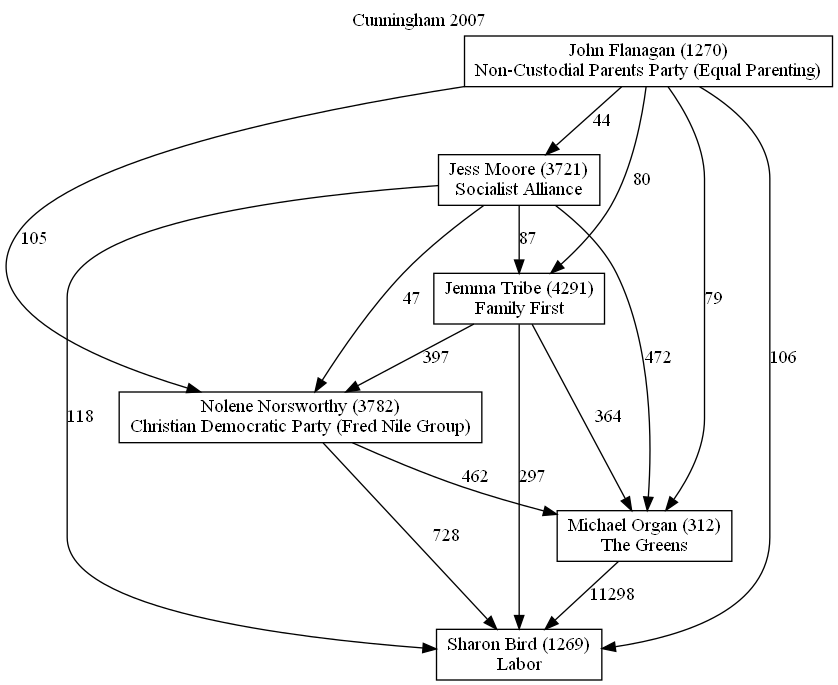 Cunningham 2007
John Flanagan (1270)
Non-Custodial Parents Party (Equal Parenting)
44
Jess Moore (3721)
Socialist Alliance
80
105
87
Jemma Tribe (4291)
Family First
47
79
397
472
106
Nolene Norsworthy (3782)
Christian Democratic Party (Fred Nile Group)
118
364
462
297
728
Michael Organ (312)
The Greens
11298
Sharon Bird (1269)
Labor